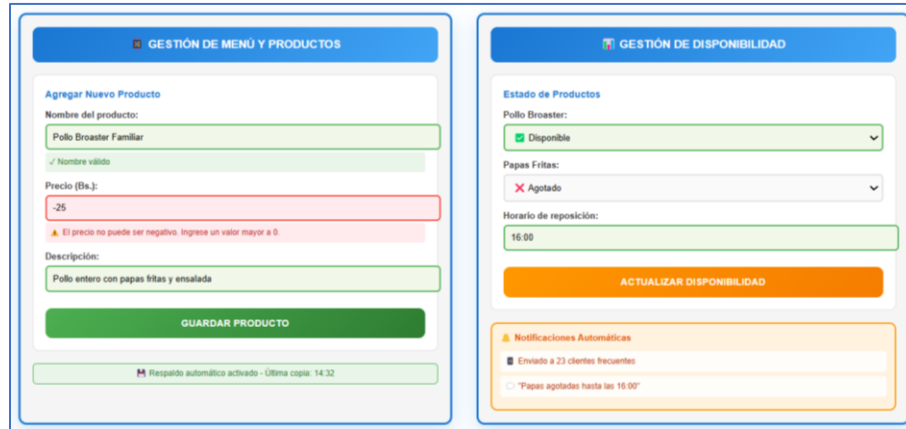 GESTIÓN DE MENÚ Y PRODUCTOS
Agregar Nuevo Producto
Nombre del producto:
Pollo Broaster Familiar
✓ Nombre válido
Precio (Bs.):
-25
⚠ El precio no puede ser negativo. Ingrese un valor mayor a 0.
Descripción:
Pollo entero con papas fritas y ensalada
GUARDAR PRODUCTO
Respaldo automático activado - Última copia: 14:32
GESTIÓN DE DISPONIBILIDAD
Estado de Productos
Pollo Broaster:
✅ Disponible
Papas Fritas:
❌ Agotado
Horario de reposición:
16:00
ACTUALIZAR DISPONIBILIDAD
Notificaciones Automáticas
Enviado a 23 clientes frecuentes
"Papas agotadas hasta las 16:00"